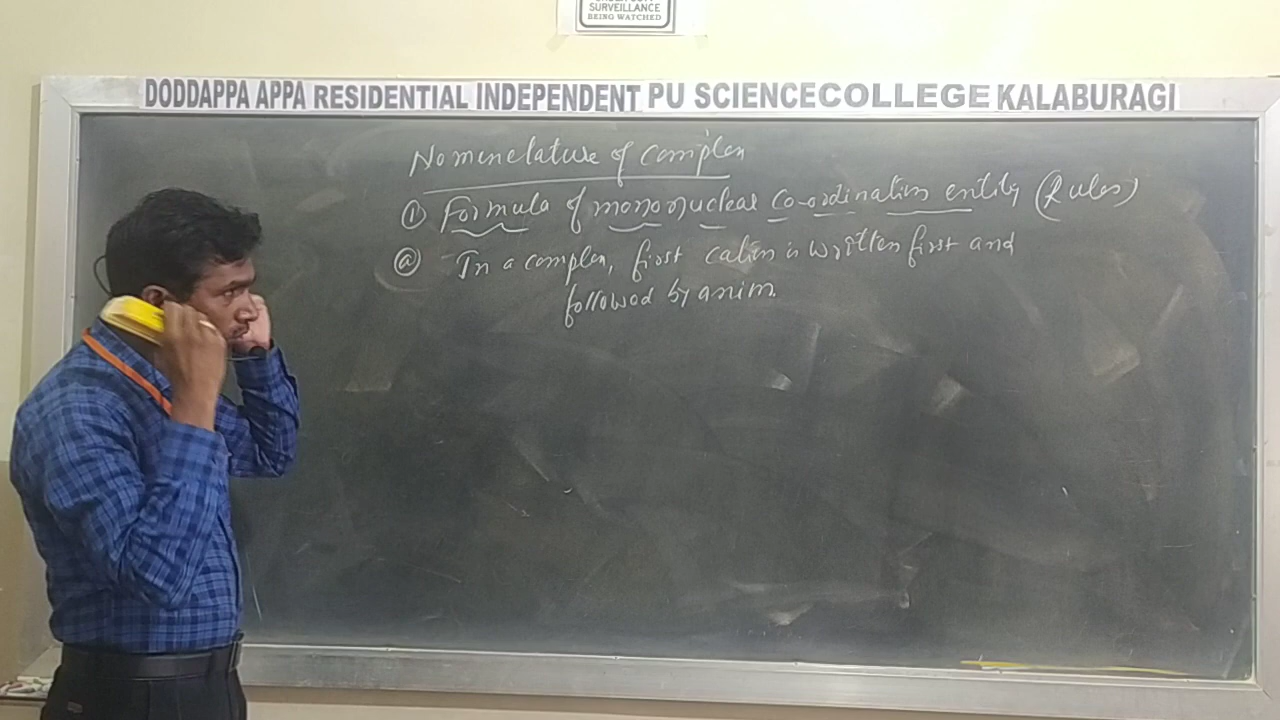 SURVEILLANCE
BEING WATCHED
DODDAPPA APPA RESIDENTIAL INDEPENDENT PU SCIENCECOLLEGE KALABURAGI
Nomenclature of complex
① Formula of mononuclear co-ordination entity (Rules)
ⓐ In a complex, first cation is written first and
followed by anion.